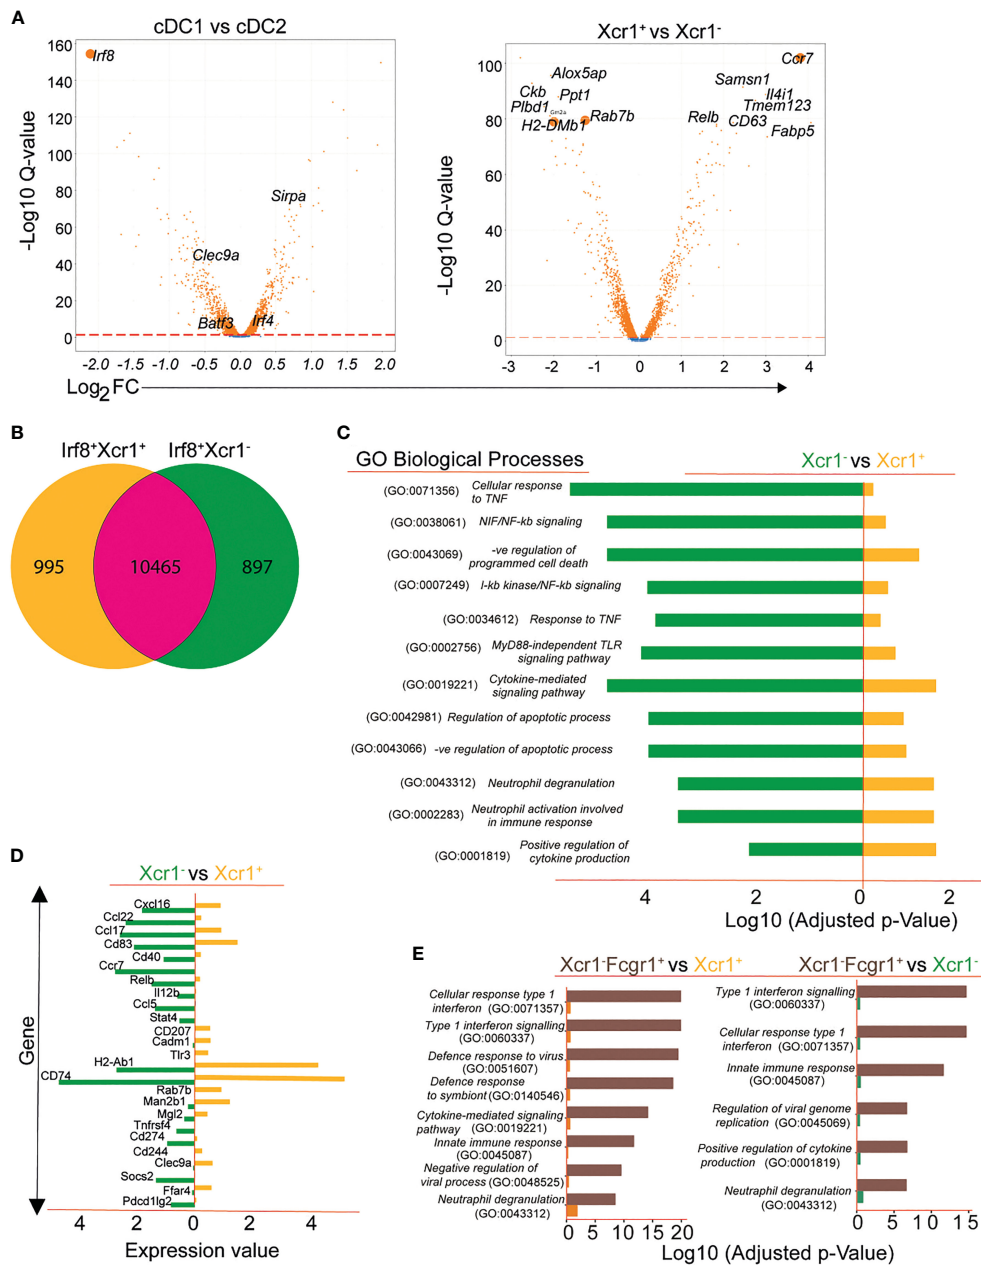 A
cDC1 vs cDC2
-Log10 Q-value
160
140
120
100
80
60
40
20
0
Irf8
Sirpa
Clec9a
Batf3
Irf4
-2.0 -1.5 -1.0 -0.5 0.0 0.5 1.0 1.5 2.0
Xcr1+ vs Xcr1-
-Log10 Q-value
100
80
60
40
20
0
Ccr7
Alox5ap
Samsn1
Ckb
Ppt1
Il4i1
Plbd1
Tmem123
Gm2a
H2-DMb1
Rab7b
Relb
CD63
Fabp5
-3 -2 -1 0 1 2 3 4
Log2 FC
B
Irf8+Xcr1+ Irf8+Xcr1-
995 10465 897
C
GO Biological Processes
Xcr1- vs Xcr1+
(GO:0071356) Cellular response
to TNF
(GO:0038061) NIF/NF-kb signaling
(GO:0043069) -ve regulation of
programmed cell death
(GO:0007249) I-kb kinase/NF-kb signaling
(GO:0034612) Response to TNF
(GO:0002756) MyD88-independent TLR
signaling pathway
(GO:0019221) Cytokine-mediated
signaling pathway
(GO:0042981) Regulation of apoptotic process
(GO:0043066) -ve regulation of apoptotic process
(GO:0043312) Neutrophil degranulation
(GO:0002283) Neutrophil activation involved
in immune response
(GO:0001819) Positive regulation of
cytokine production
4 2 0 2
Log10 (Adjusted p-Value)
D
Xcr1- vs Xcr1+
Gene
Cxcl16
Ccl22
Ccl17
Cd83
Cd40
Ccr7
Relb
Il12b
Ccl5
Stat4
CD207
Cadm1
Tlr3
H2-Ab1
CD74
Rab7b
Man2b1
Mgl2
Tnfrsf4
Cd274
Cd244
Clec9a
Socs2
Ffar4
Pdcd1lg2
4 2 0 2 4
Expression value
E
Xcr1-Fcgr1+ vs Xcr1+
Cellular response type 1
interferon (GO:0071357)
Type 1 interferon signalling
(GO:0060337)
Defence response to virus
(GO:0051607)
Defence response
to symbiont(GO:0140546)
Cytokine-mediated signaling
pathway (GO:0019221)
Innate immune response
(GO:0045087)
Negative regulation of
viral process(GO:0048525)
Neutraphil degranulation
(GO:0043312)
0 5 10 15 20
Xcr1-Fcgr1+ vs Xcr1-
Type 1 interferon signalling
(GO:0060337)
Cellular response type 1
interferon (GO:0071357)
Innate immune response
(GO:0045087)
Regulation of viral genome
replication (GO:0045069)
Positive regulation of cytokine
production (GO:0001819)
Neutraphil degranulation
(GO:0043312)
0 5 10 15
Log10 (Adjusted p-Value)